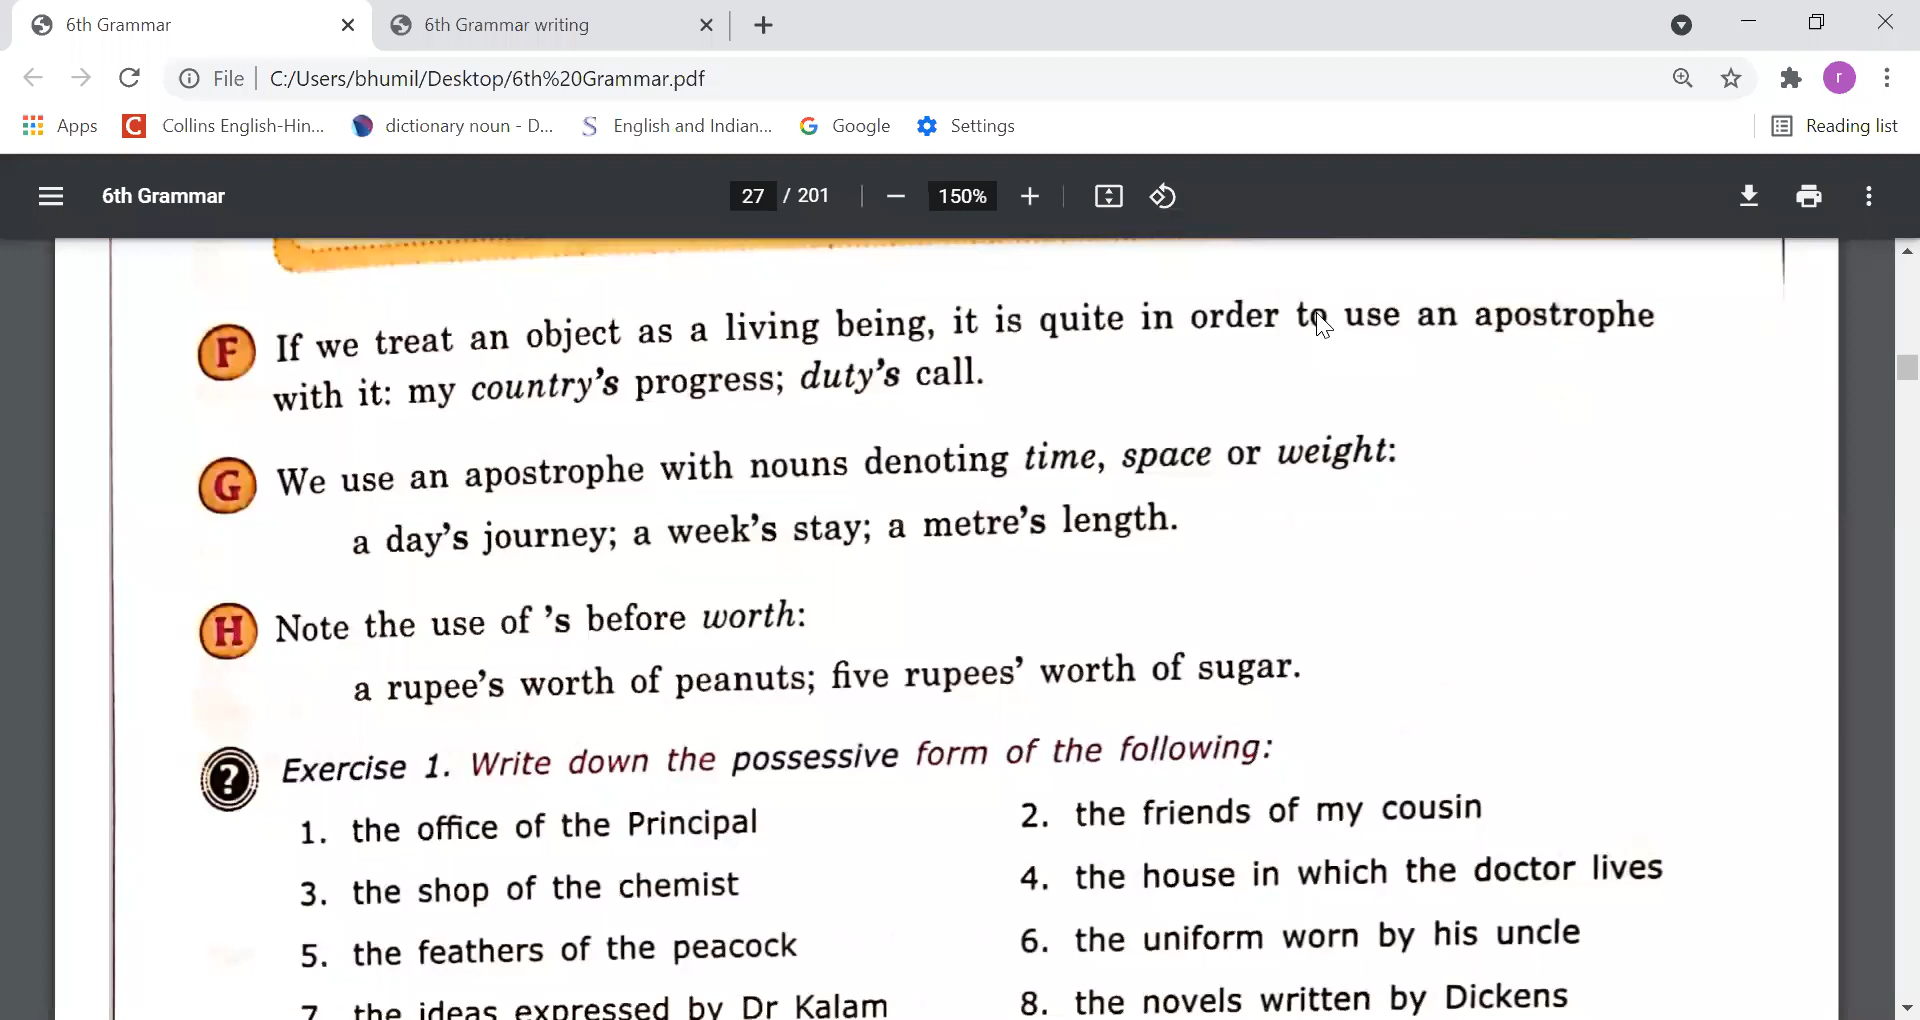 6th Grammar
6th Grammar writing
File
C:/Users/bhumil/Desktop/6th%20Grammar.pdf
r
Apps
Collins English-Hin...
dictionary noun - D...
English and Indian...
Google
Settings
Reading list
6th Grammar
27 / 201
150%
F If we treat an object as a living being, it is quite in order to use an apostrophe
with it: my country's progress; duty's call.
G We use an apostrophe with nouns denoting time, space or weight:
a day's journey; a week's stay; a metre's length.
H Note the use of 's before worth:
a rupee's worth of peanuts; five rupees' worth of sugar.
? Exercise 1. Write down the possessive form of the following:
1. the office of the Principal
2. the friends of my cousin
3. the shop of the chemist
4. the house in which the doctor lives
5. the feathers of the peacock
6. the uniform worn by his uncle
7. the ideas expressed by Dr Kalam
8. the novels written by Dickens